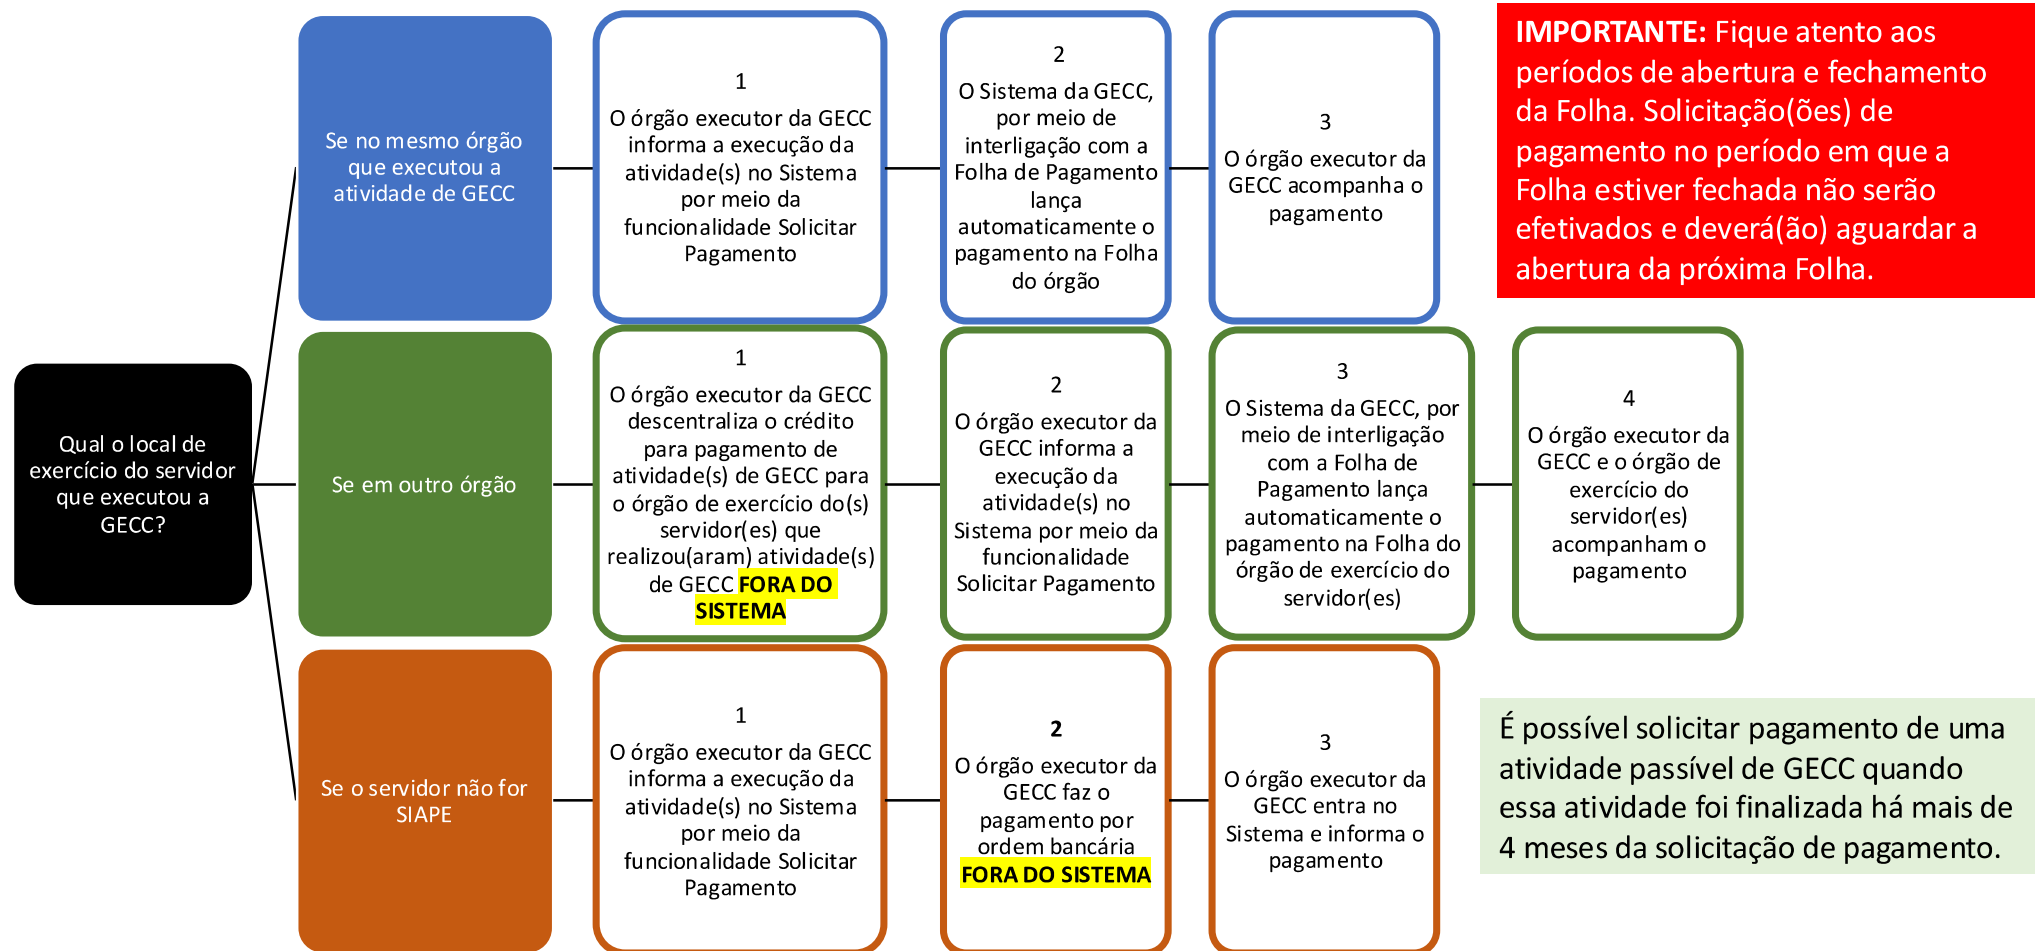 Qual o local de
exercício do servidor
que executou a
GECC?
Se no mesmo órgão
que executou a
atividade de GECC
1
O órgão executor da GECC
informa a execução da
atividade(s) no Sistema
por meio da
funcionalidade Solicitar
Pagamento
2
O Sistema da GECC,
por meio de
interligação com a
Folha de Pagamento
lança
automaticamente o
pagamento na Folha
do órgão
3
O órgão executor da
GECC acompanha o
pagamento
IMPORTANTE: Fique atento aos
períodos de abertura e fechamento
da Folha. Solicitação(ões) de
pagamento no período em que a
Folha estiver fechada não serão
efetivados e deverá(ão) aguardar a
abertura da próxima Folha.
Se em outro órgão
1
O órgão executor da GECC
descentraliza o crédito
para pagamento de
atividade(s) de GECC para
o órgão de exercício do(s)
servidor(es) que
realizou(aram) atividade(s)
de GECC FORA DO
SISTEMA
2
O órgão executor da
GECC informa a
execução da
atividade(s) no
Sistema por meio da
funcionalidade
Solicitar Pagamento
3
O Sistema da GECC, por
meio de interligação
com a Folha de
Pagamento lança
automaticamente o
pagamento na Folha do
órgão de exercício do
servidor(es)
4
O órgão executor da
GECC e o órgão de
exercício do
servidor(es)
acompanham o
pagamento
Se o servidor não for
SIAPE
1
O órgão executor da GECC
informa a execução da
atividade(s) no Sistema
por meio da
funcionalidade Solicitar
Pagamento
2
O órgão executor da
GECC faz o
pagamento por
ordem bancária
FORA DO SISTEMA
3
O órgão executor da
GECC entra no
Sistema e informa o
pagamento
É possível solicitar pagamento de uma
atividade passível de GECC quando
essa atividade foi finalizada há mais de
4 meses da solicitação de pagamento.